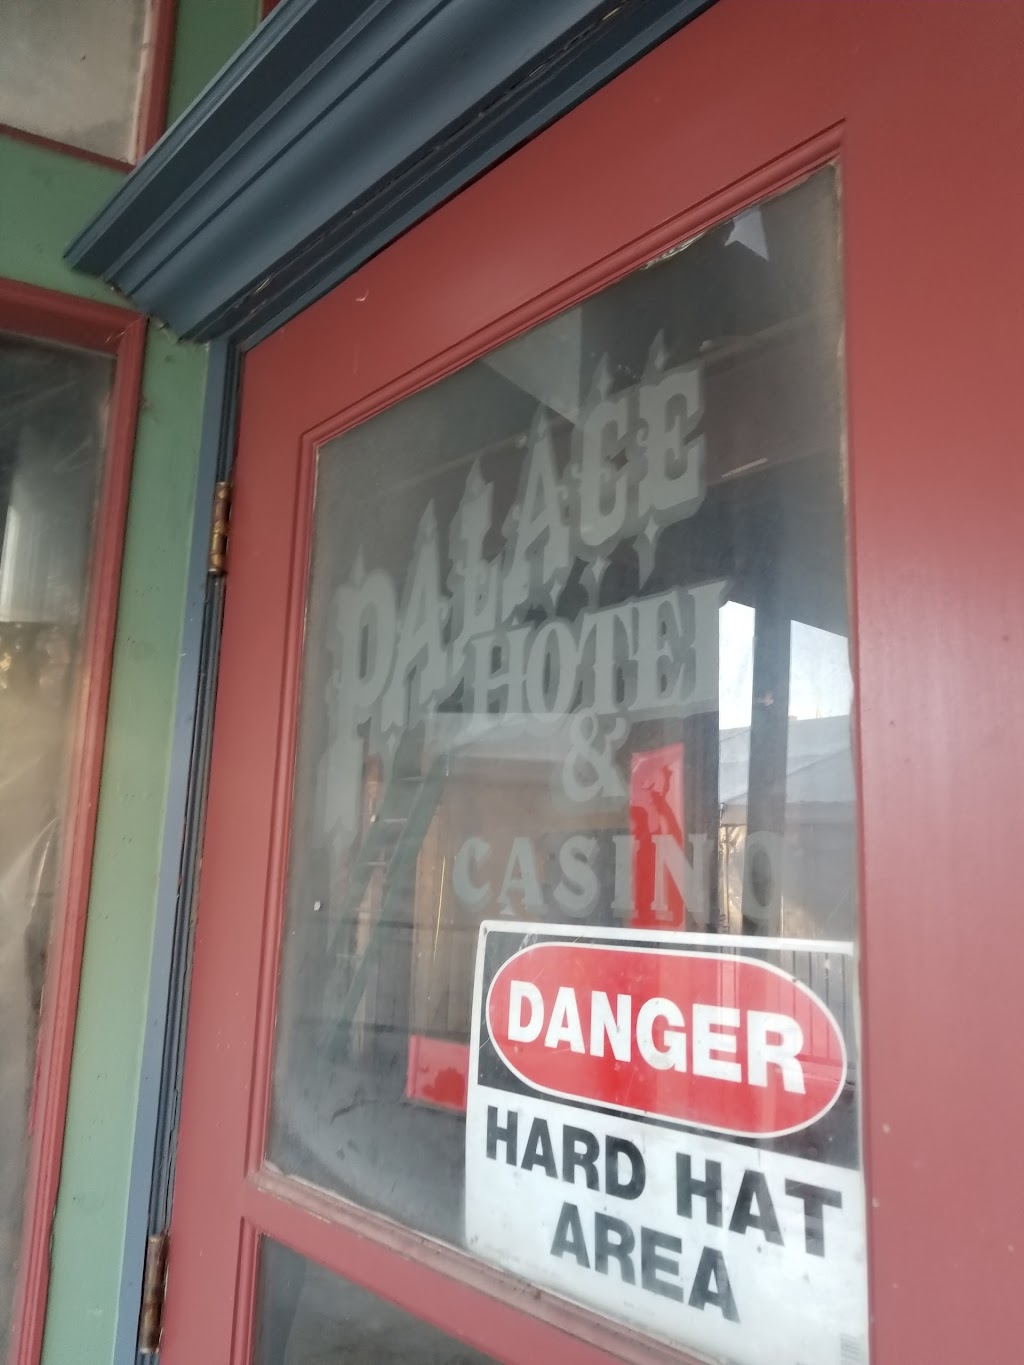 PALACE
HOTEL
&
CASINO
DANGER
HARD HAT
AREA